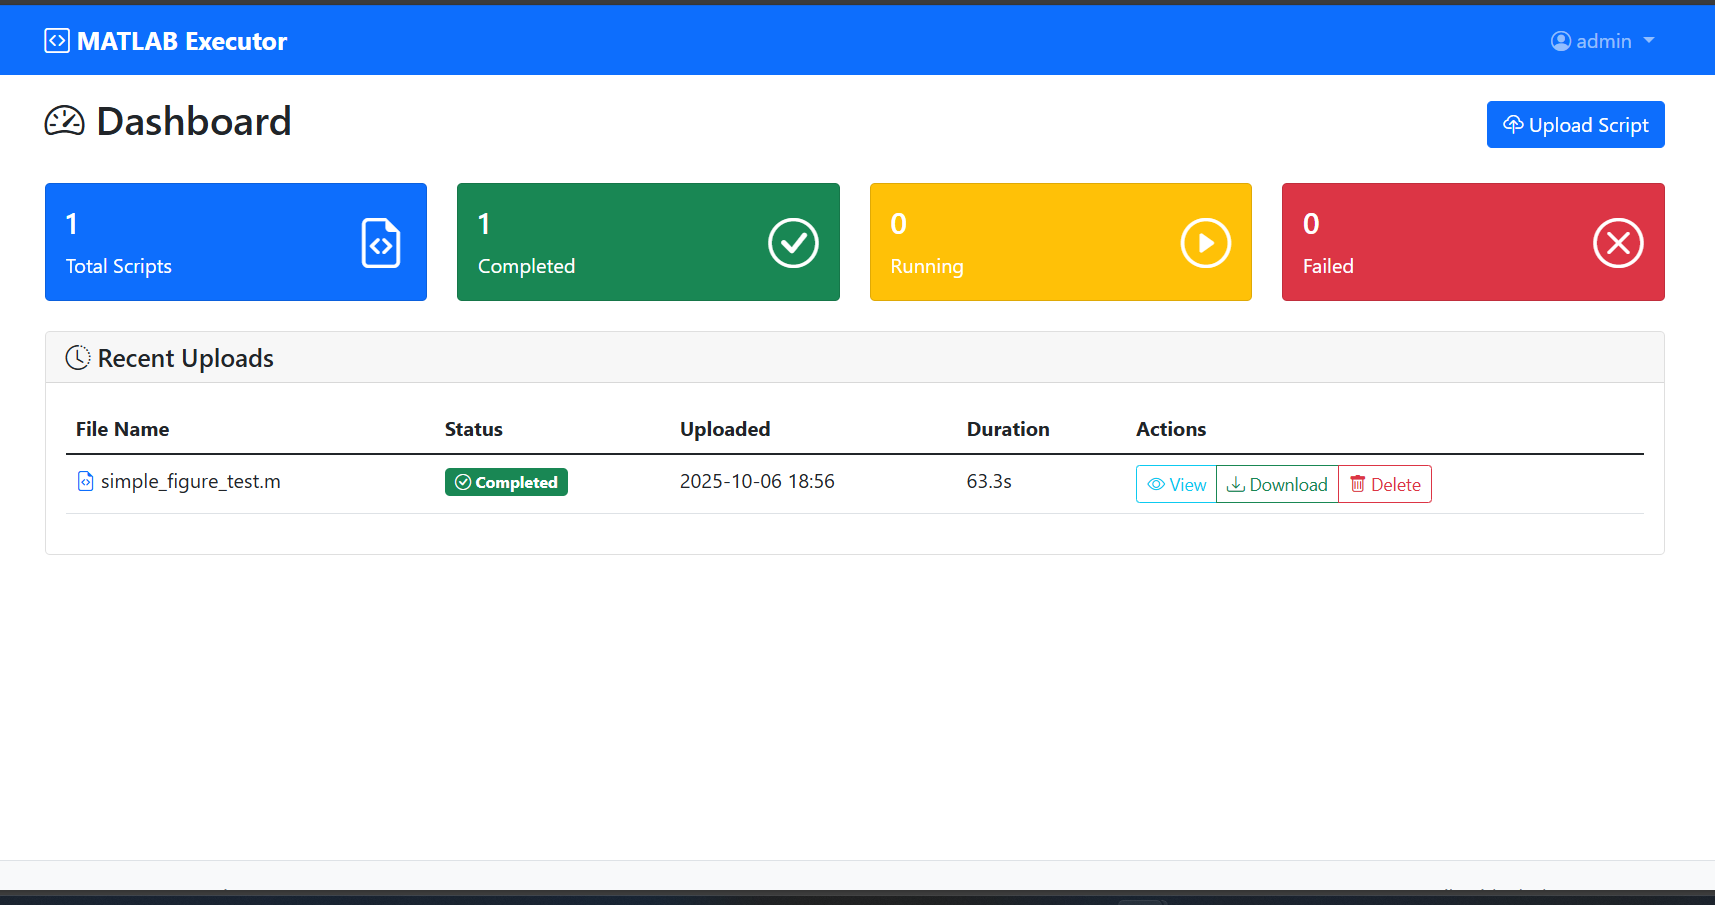 MATLAB Executor
admin
Dashboard
Upload Script
1
Total Scripts
1
Completed
0
Running
0
Failed
Recent Uploads
File Name Status Uploaded Duration Actions
simple_figure_test.m Completed 2025-10-06 18:56 63.3s View Download Delete